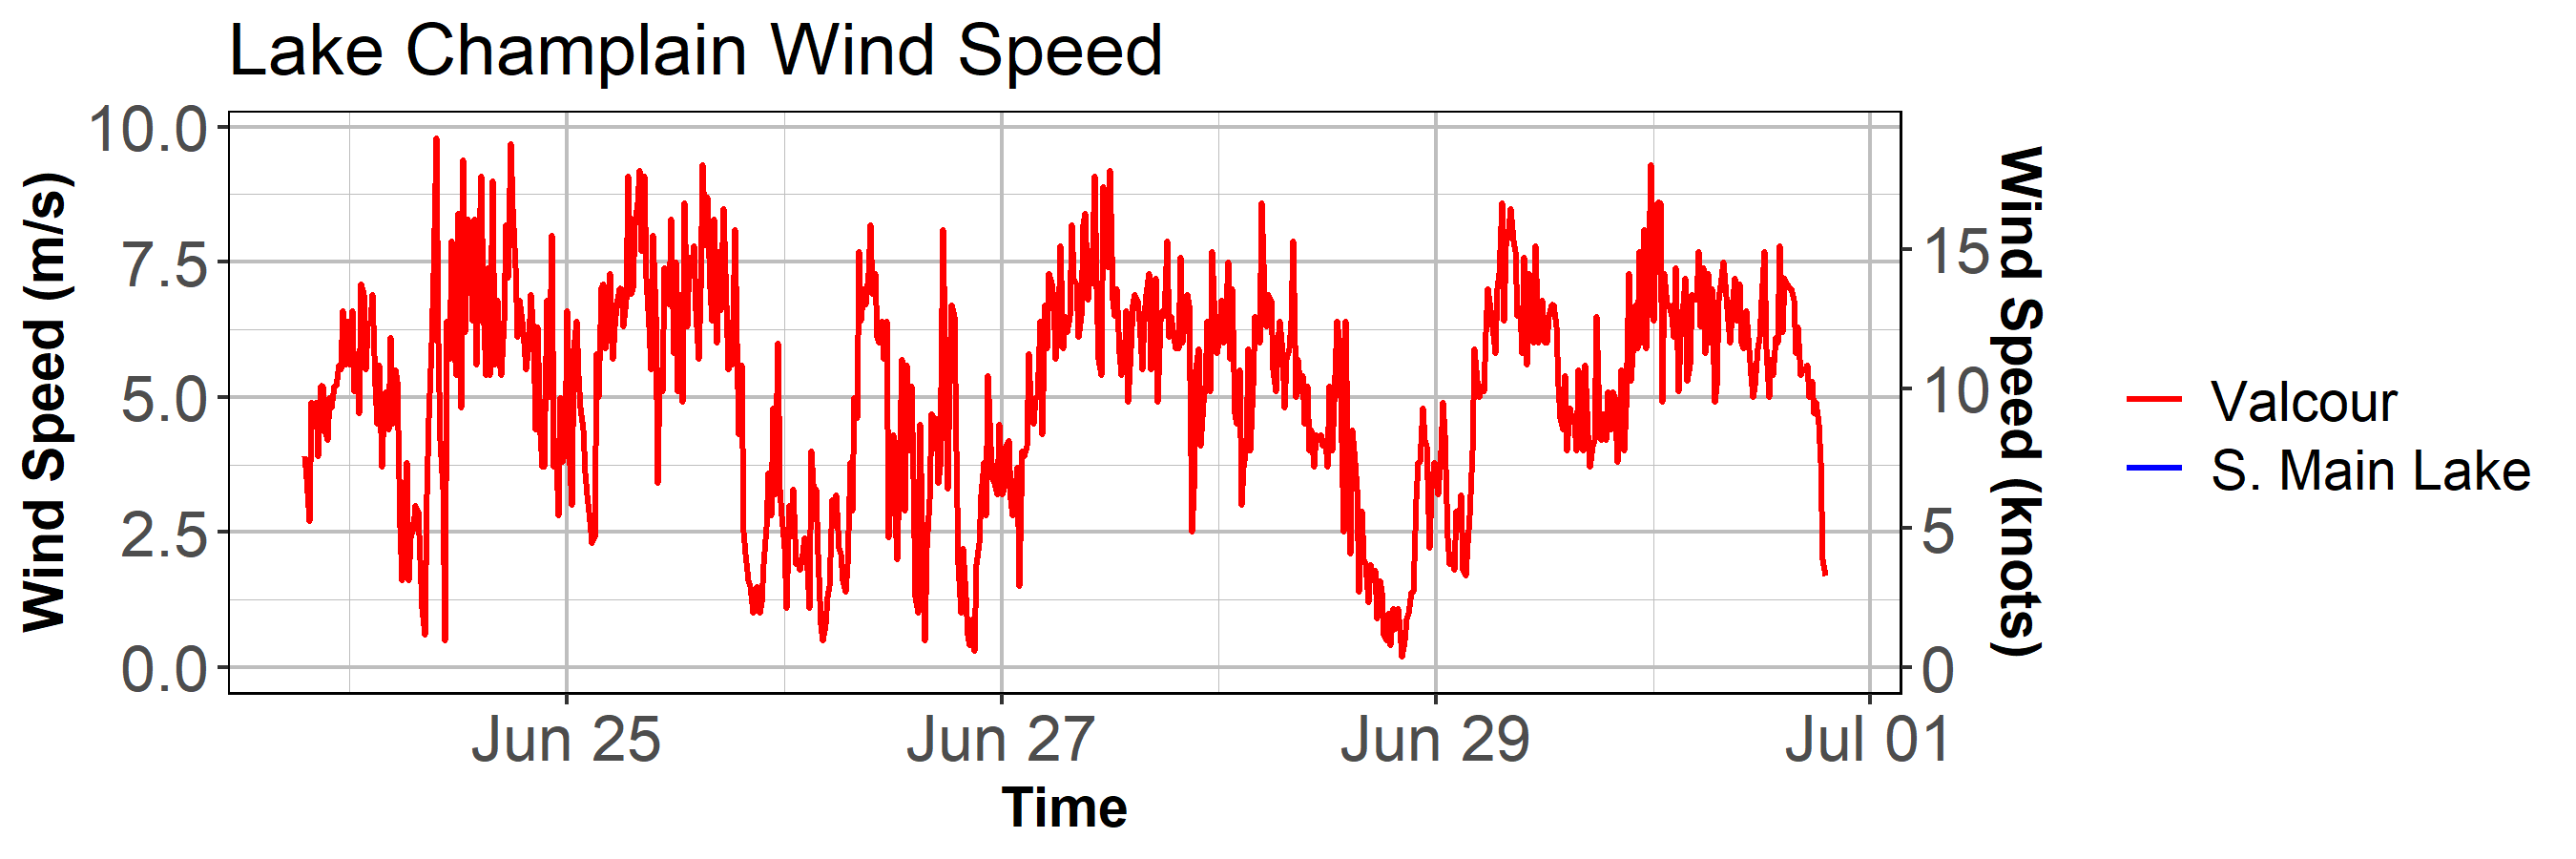 Lake Champlain Wind Speed
Wind Speed (m/s)
10.0
7.5
5.0
2.5
0.0
Jun 25
Jun 27
Jun 29
Jul 01
Time
15
10
5
0
Wind Speed (knots)
Valcour
S. Main Lake